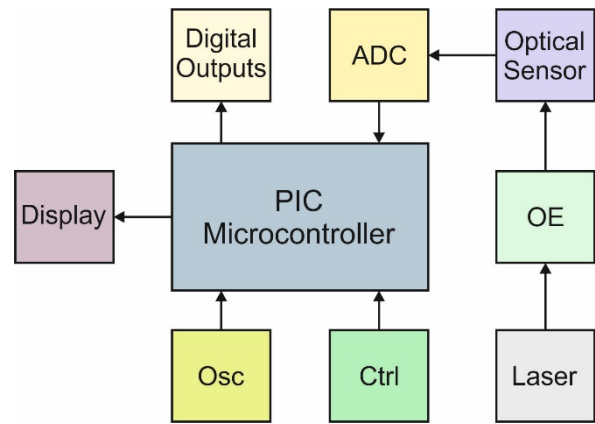 Digital
Outputs
ADC
Optical
Sensor
Display
PIC
Microcontroller
OE
Osc
Ctrl
Laser